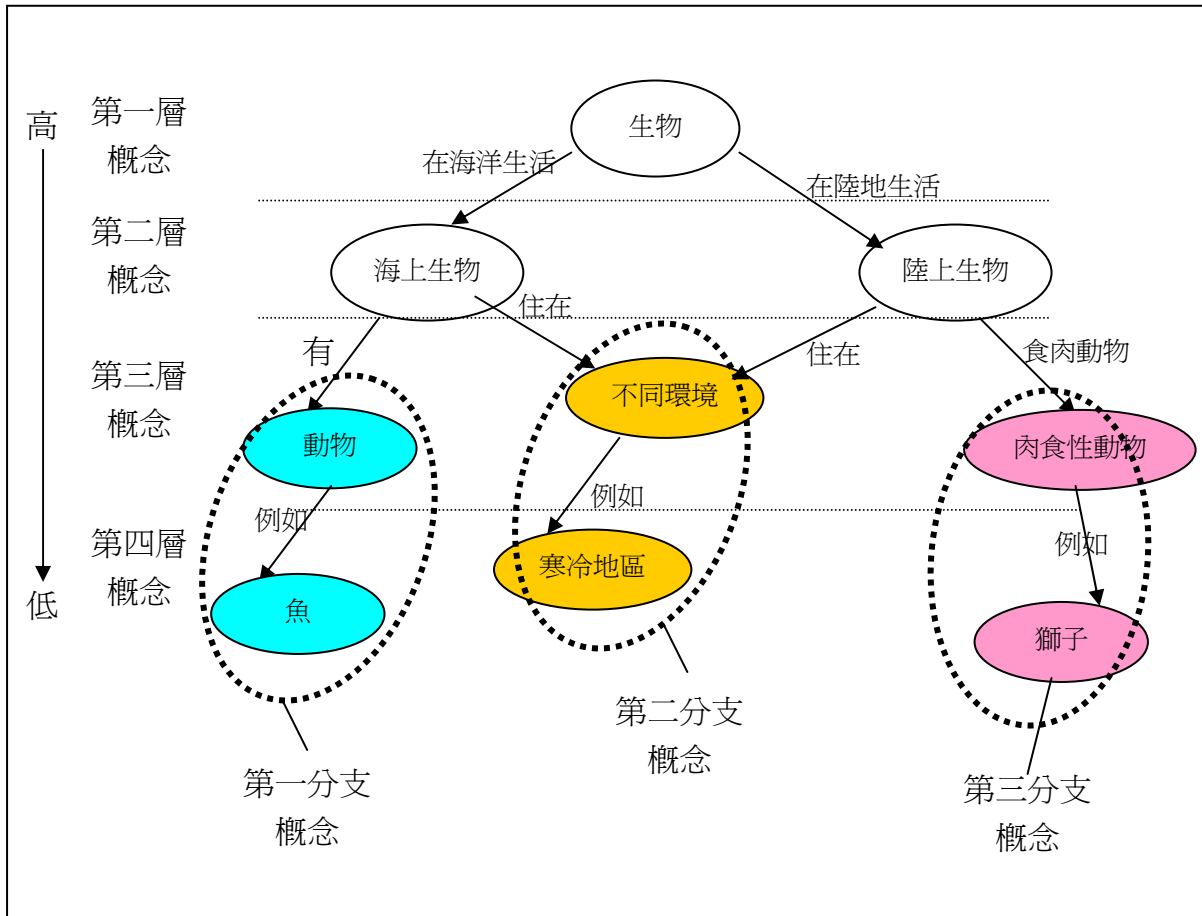 高
第一層
概念
生物
在海洋生活
在陸地生活
第二層
概念
海上生物
陸上生物
住在
住在
有
食肉動物
第三層
概念
不同環境
動物
肉食性動物
例如
例如
例如
第四層
概念
低
寒冷地區
魚
獅子
第一分支
概念
第二分支
概念
第三分支
概念